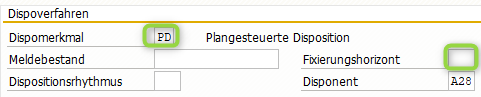 Dispoverfahren
Dispomerkmal PD Plangesteuerte Disposition
Meldebestand Fixierungshorizont
Dispositionsrhythmus Disponent A28